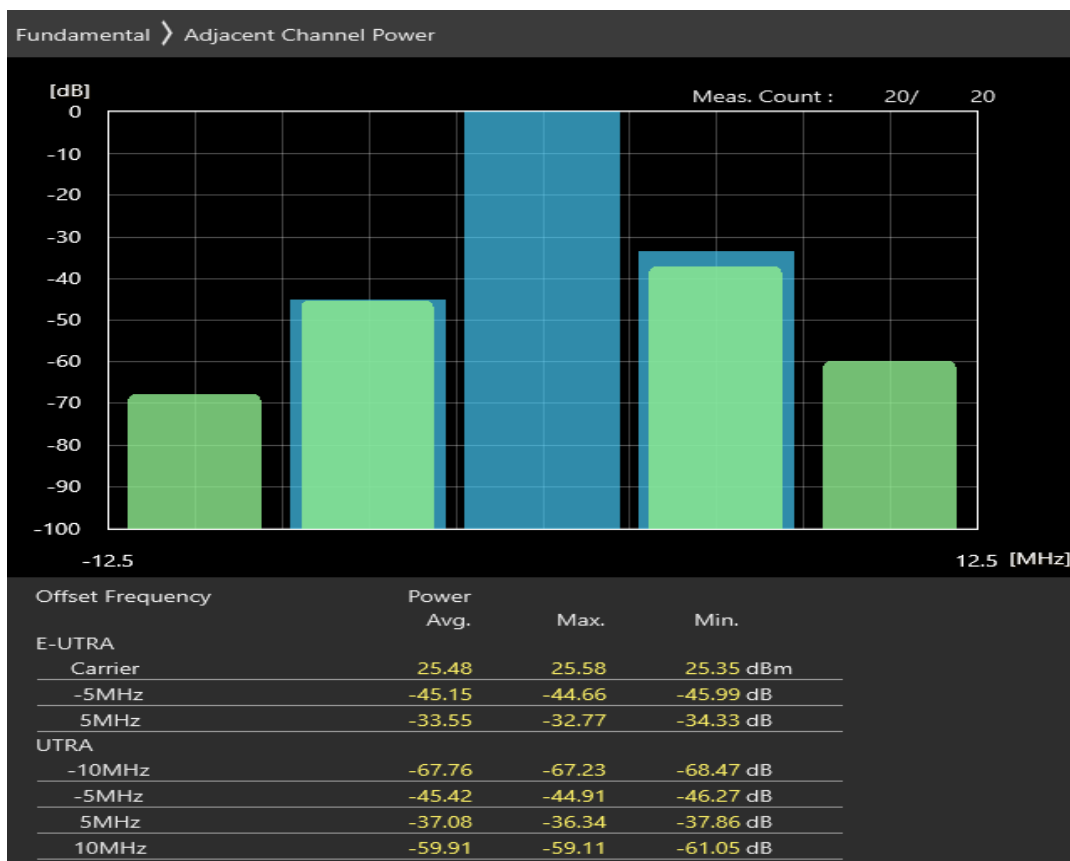 Fundamental 〉 Adjacent Channel Power
[dB]
Meas. Count : 20/ 20
0
-10
-20
-30
-40
-50
-60
-70
-80
-90
-100
-12.5 12.5 [MHz]
Offset Frequency Power
Avg. Max. Min.
E-UTRA
Carrier 25.48 25.58 25.35 dBm
-5MHz -45.15 -44.66 -45.99 dB
5MHz -33.55 -32.77 -34.33 dB
UTRA
-10MHz -67.76 -67.23 -68.47 dB
-5MHz -45.42 -44.91 -46.27 dB
5MHz -37.08 -36.34 -37.86 dB
10MHz -59.91 -59.11 -61.05 dB